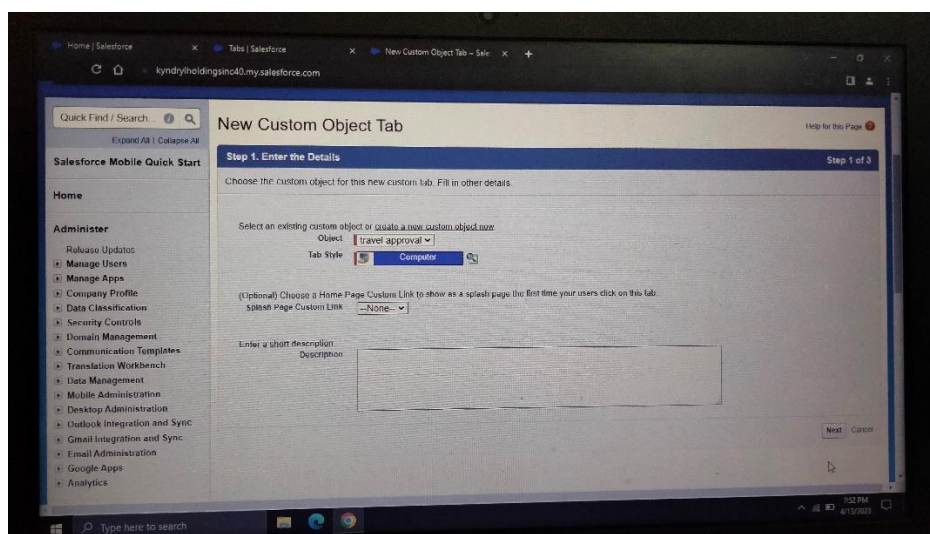 Home | Salesforce
Tabs | Salesforce
New Custom Object Tab ~ Sale
kyndrylholdingsinc40.my.salesforce.com
Quick Find / Search...
Expand All | Collapse All
Salesforce Mobile Quick Start
Home
Administer
Release Updates
Manage Users
Manage Apps
Company Profile
Data Classification
Security Controls
Domain Management
Communication Templates
Translation Workbench
Data Management
Mobile Administration
Desktop Administration
Outlook Integration and Sync
Gmail Integration and Sync
Email Administration
Google Apps
Analytics
New Custom Object Tab
Help for this Page
Step 1. Enter the Details
Step 1 of 3
Choose the custom object for this new custom tab. Fill in other details.
Select an existing custom object or create a new custom object now.
Object travel approval
Tab Style Computer
(Optional) Choose a Home Page Custom Link to show as a splash page the first time your users click on this tab.
Splash Page Custom Link --None--
Enter a short description.
Description
Next Cancel
Type here to search
7:52 PM
4/13/2023